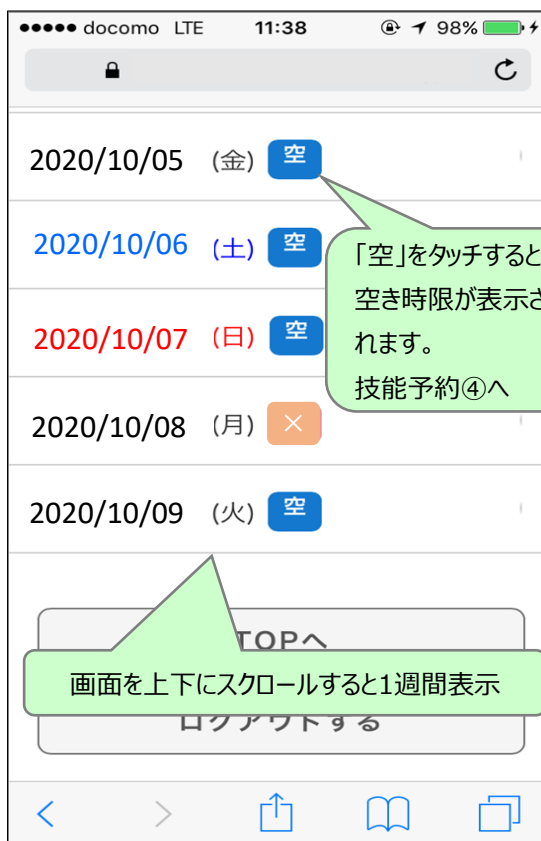 docomo LTE 11:38 98%
2020/10/05 (金) 空
2020/10/06 (土) 空
「空」をタッチすると
空き時限が表示さ
れます。
技能予約④へ
2020/10/07 (日) 空
2020/10/08 (月) ×
2020/10/09 (火) 空
TOPへ
画面を上下にスクロールすると1週間表示
ログアウトする